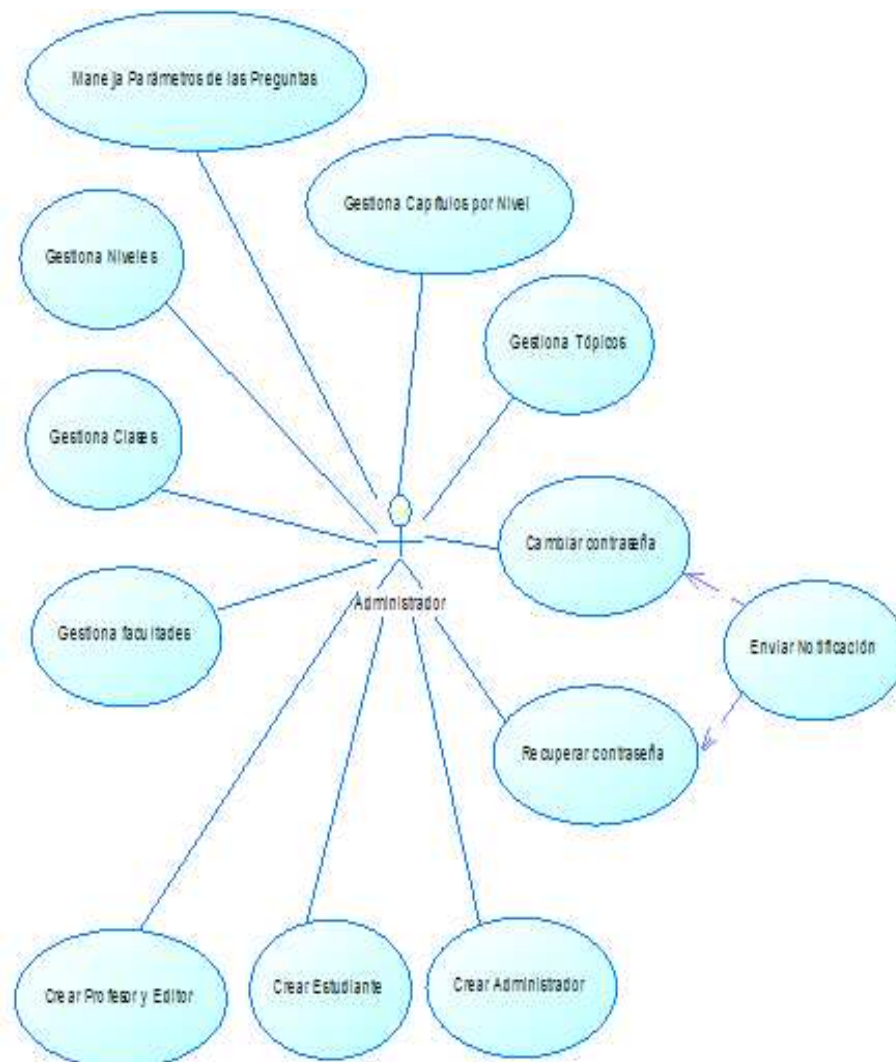 Maneja Parámetros de las Preguntas
Gestiona Capítulos por Nivel
Gestiona Niveles
Gestiona Tópicos
Gestiona Clases
Cambiar contraseña
Administrador
Gestiona facultades
Enviar Notificación
Recuperar contraseña
Crear Profesor y Editor
Crear Estudiante
Crear Administrador